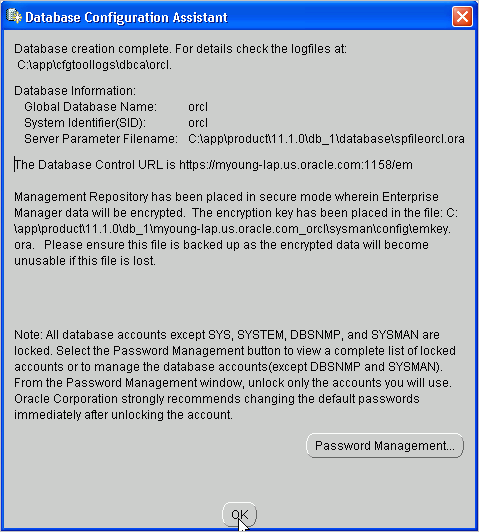 Database Configuration Assistant
Database creation complete. For details check the logfiles at:
C:\app\cfgtoollogs\dbca\orcl.
Database Information:
Global Database Name: orcl
System Identifier(SID): orcl
Server Parameter Filename: C:\app\product\11.1.0\db_1\database\spfileorcl.ora
The Database Control URL is https://myoung-lap.us.oracle.com:1158/em
Management Repository has been placed in secure mode wherein Enterprise
Manager data will be encrypted. The encryption key has been placed in the file: C:
\app\product\11.1.0\db_1\myoung-lap.us.oracle.com_orcl\sysman\config\emkey.
ora. Please ensure this file is backed up as the encrypted data will become
unusable if this file is lost.
Note: All database accounts except SYS, SYSTEM, DBSNMP, and SYSMAN are
locked. Select the Password Management button to view a complete list of locked
accounts or to manage the database accounts(except DBSNMP and SYSMAN).
From the Password Management window, unlock only the accounts you will use.
Oracle Corporation strongly recommends changing the default passwords
immediately after unlocking the account.
Password Management...
OK